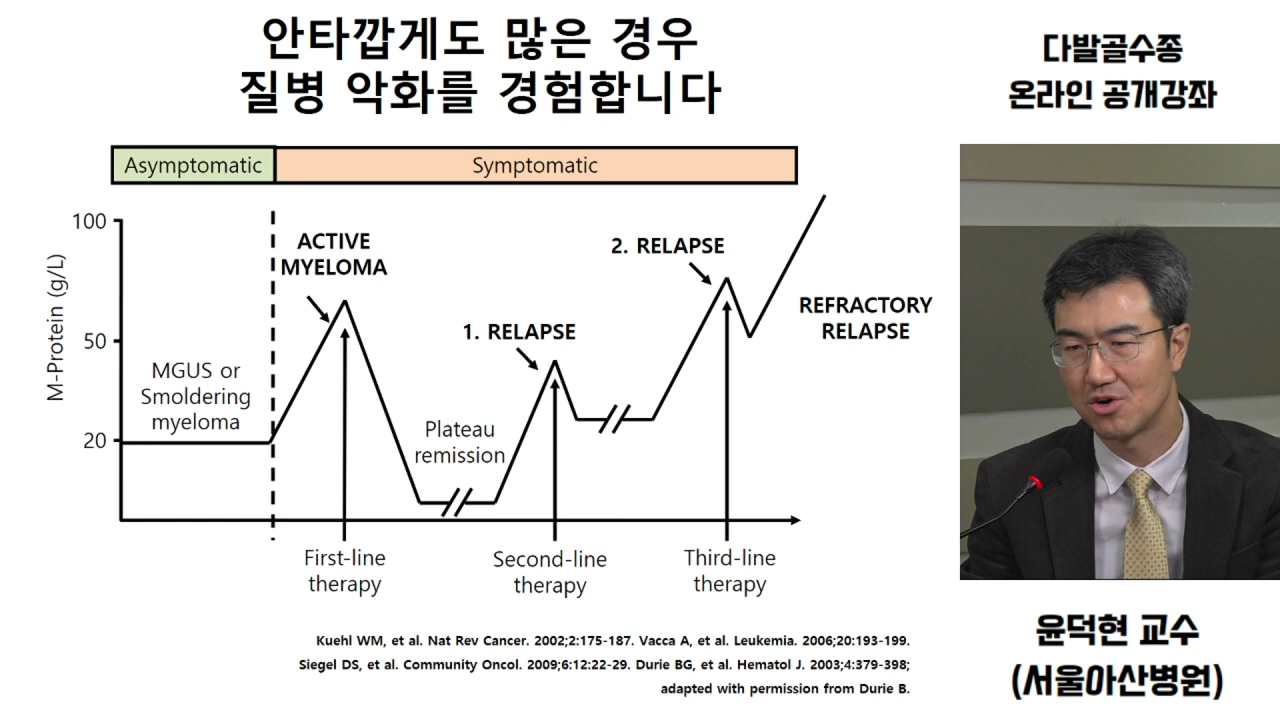 안타깝게도 많은 경우
질병 악화를 경험합니다
다발골수종
온라인 공개강좌
Asymptomatic
Symptomatic
100
50
20
M-Protein (g/L)
ACTIVE
MYELOMA
MGUS or
Smoldering
myeloma
Plateau
remission
1. RELAPSE
2. RELAPSE
REFRACTORY
RELAPSE
First-line
therapy
Second-line
therapy
Third-line
therapy
Kuehl WM, et al. Nat Rev Cancer. 2002;2:175-187. Vacca A, et al. Leukemia. 2006;20:193-199.
Siegel DS, et al. Community Oncol. 2009;6:12:22-29. Durie BG, et al. Hematol J. 2003;4:379-398;
adapted with permission from Durie B.
윤덕현 교수
(서울아산병원)